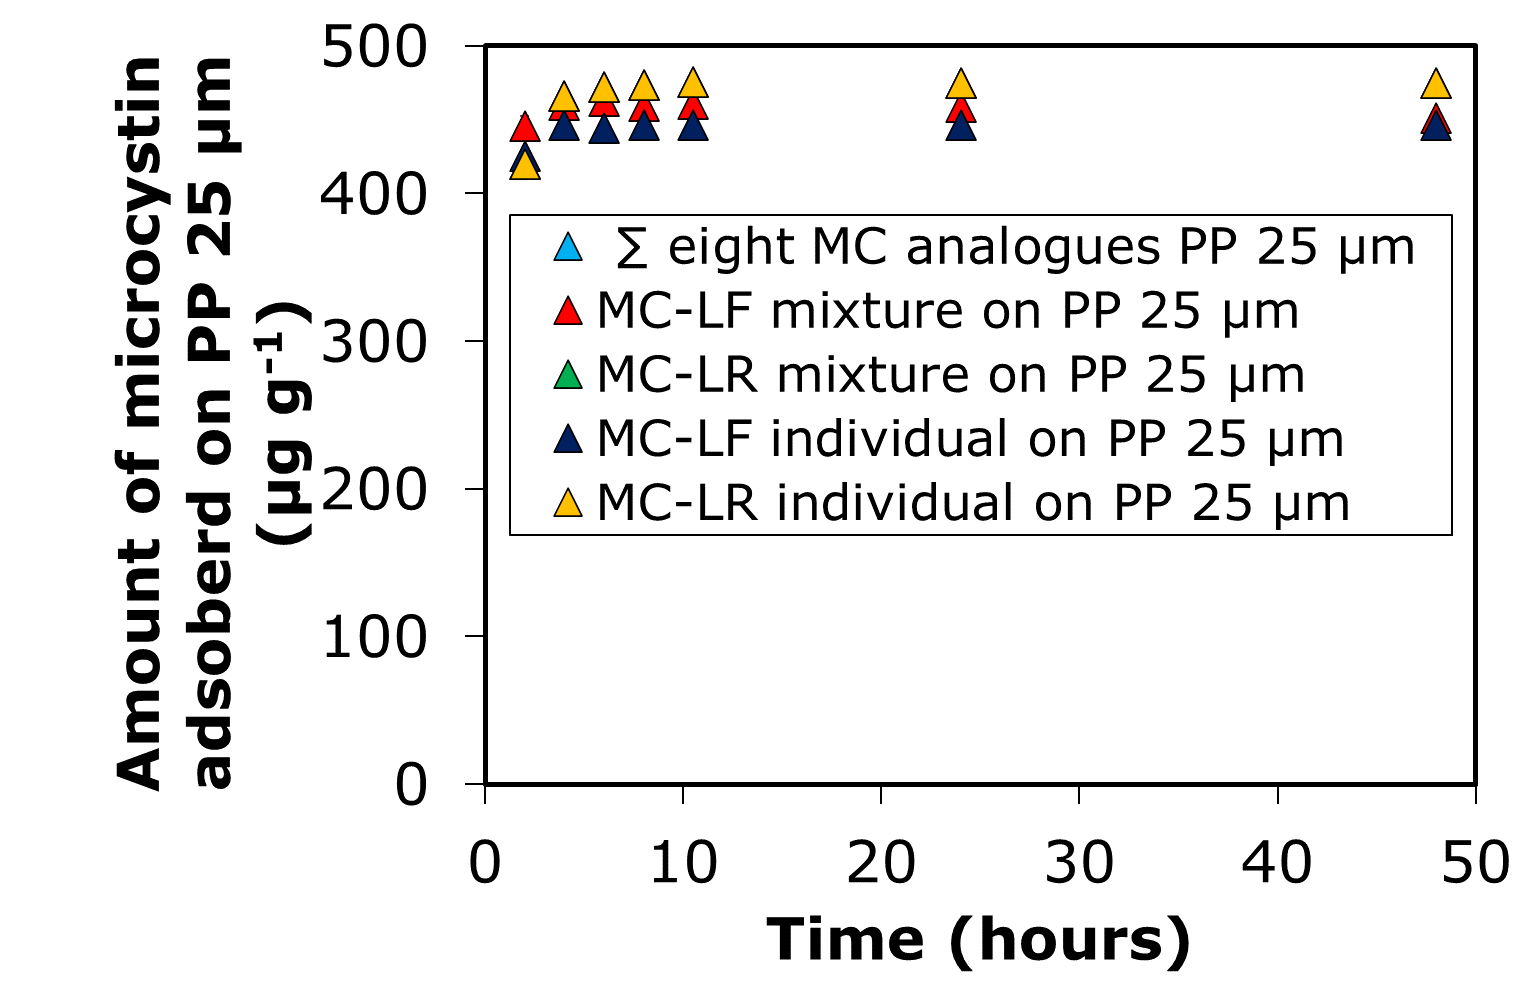 Amount of microcystin
adsoberd on PP 25 µm
(µg g⁻¹)
500
400
300
200
100
0
∑ eight MC analogues PP 25 µm
MC-LF mixture on PP 25 µm
MC-LR mixture on PP 25 µm
MC-LF individual on PP 25 µm
MC-LR individual on PP 25 µm
0 10 20 30 40 50
Time (hours)